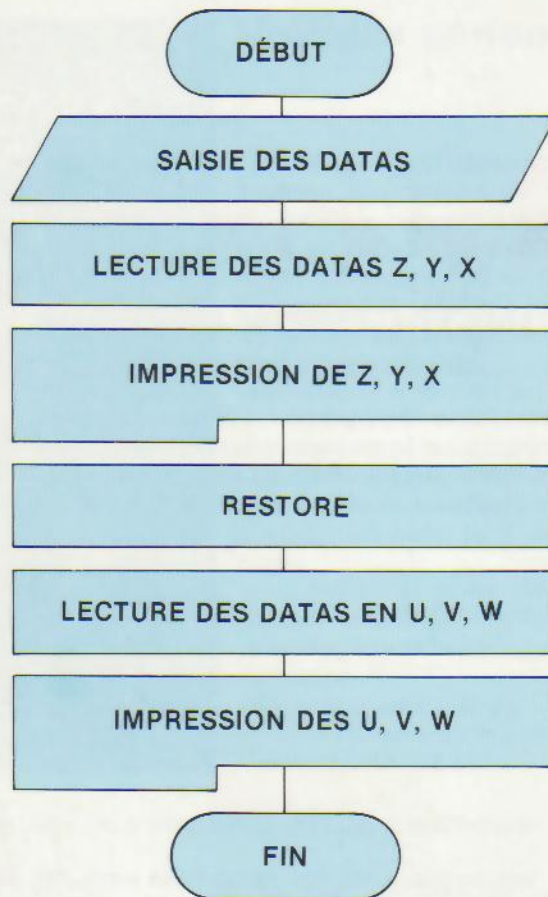 DÉBUT
SAISIE DES DATAS
LECTURE DES DATAS Z, Y, X
IMPRESSION DE Z, Y, X
RESTORE
LECTURE DES DATAS EN U, V, W
IMPRESSION DES U, V, W
FIN